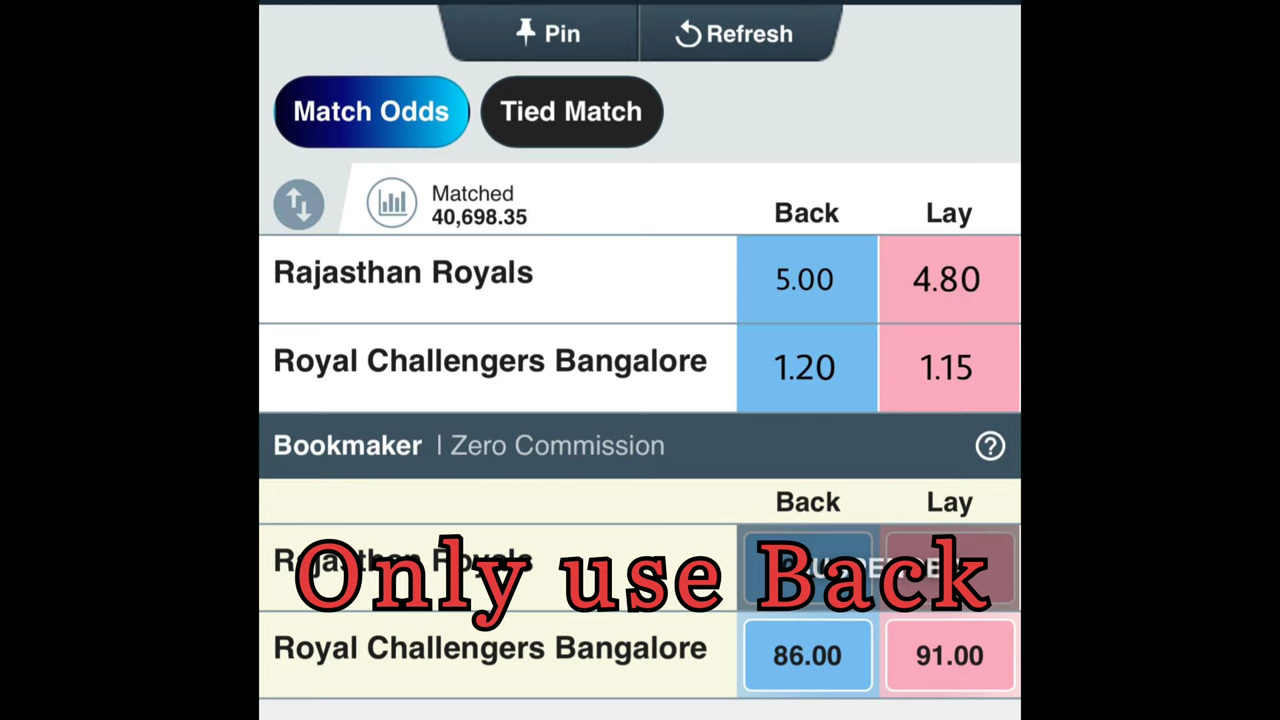 Pin Refresh
Match Odds Tied Match
Matched
40,698.35
Back Lay
Rajasthan Royals 5.00 4.80
Royal Challengers Bangalore 1.20 1.15
Bookmaker | Zero Commission ?
Back Lay
Rajasthan Royals
Only use Back
Royal Challengers Bangalore 86.00 91.00